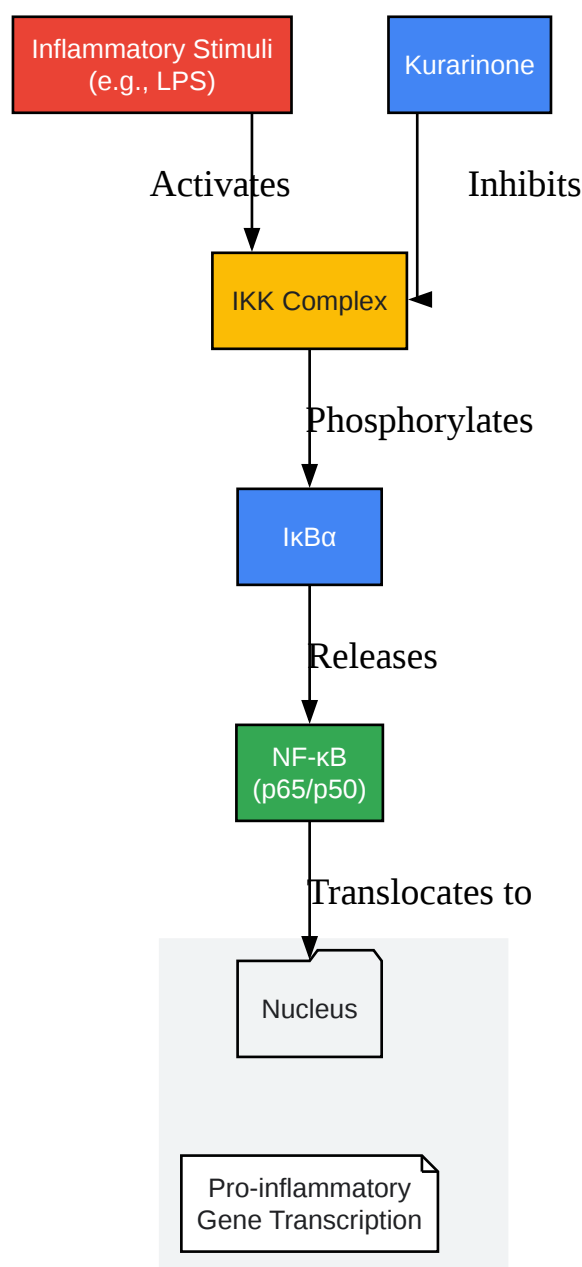 Inflammatory Stimuli
(e.g., LPS)
Kurarinone
Activates
Inhibits
IKK Complex
Phosphorylates
IκBα
Releases
NF-κB
(p65/p50)
Translocates to
Nucleus
Pro-inflammatory
Gene Transcription